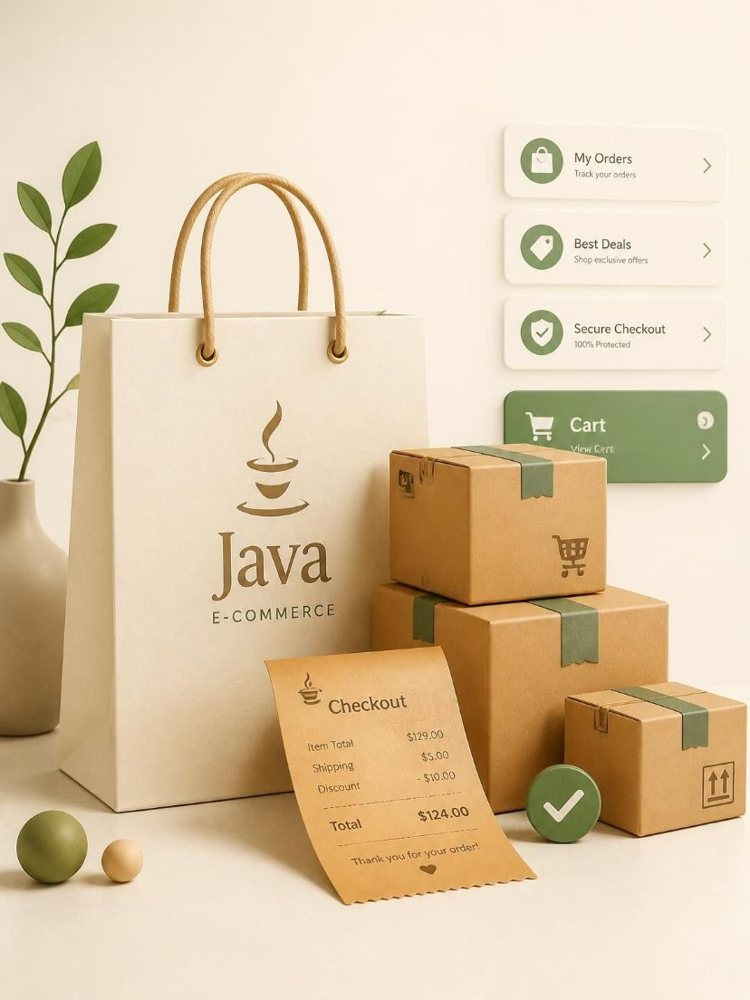 My Orders
Track your orders
Best Deals
Shop exclusive offers
Secure Checkout
100% Protected
Cart
View
Java
E-COMMERCE
Checkout
Item Total $129.00
Shipping $5.00
Discount - $10.00
Total $124.00
Thank you for your order!